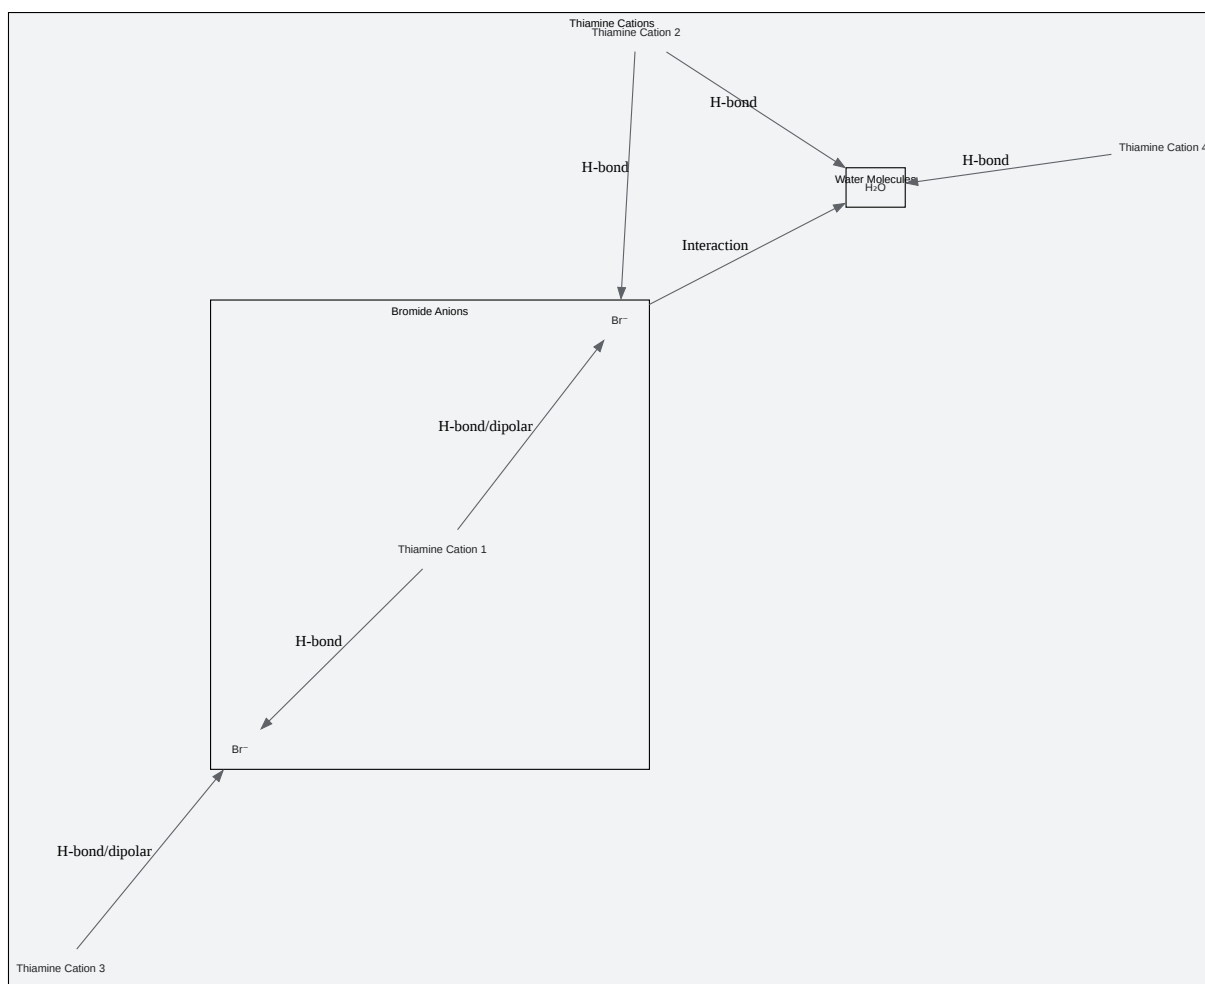 Thiamine Cations
Thiamine Cation 2
H-bond
Thiamine Cation 4
H-bond
H-bond
Water Molecules
H₂O
Interaction
Bromide Anions
Br⁻
H-bond/dipolar
Thiamine Cation 1
H-bond
Br⁻
H-bond/dipolar
Thiamine Cation 3